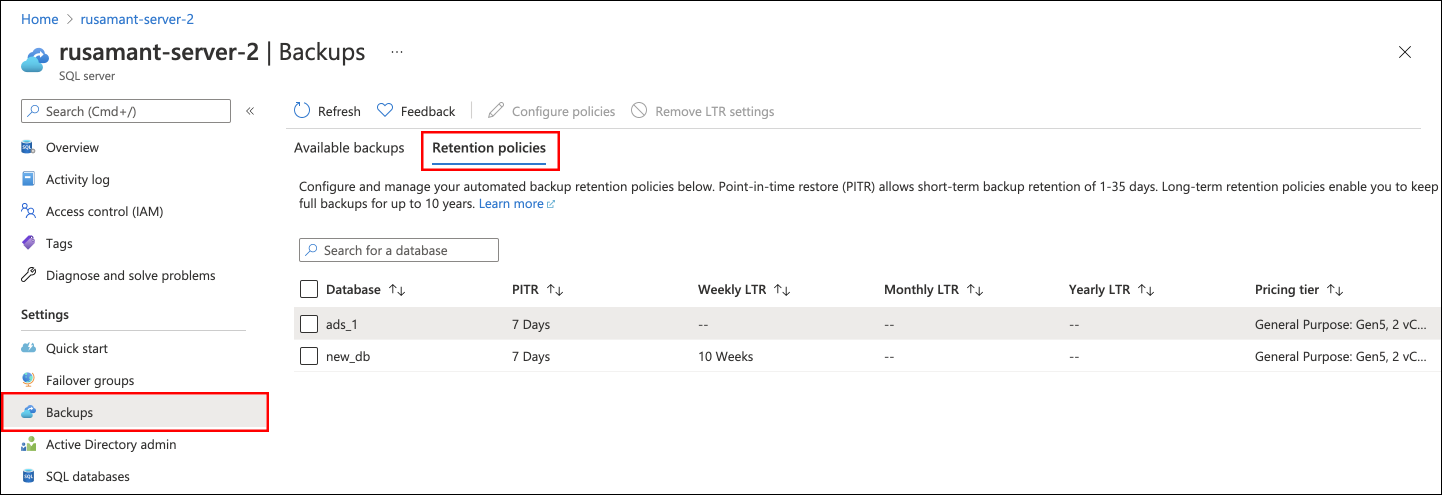 Home > rusamant-server-2
rusamant-server-2 | Backups ...
SQL server
Search (Cmd+/)
«
Overview
Activity log
Access control (IAM)
Tags
Diagnose and solve problems
Settings
Quick start
Failover groups
Backups
Active Directory admin
SQL databases
Refresh Feedback Configure policies Remove LTR settings
Available backups Retention policies
Configure and manage your automated backup retention policies below. Point-in-time restore (PITR) allows short-term backup retention of 1-35 days. Long-term retention policies enable you to keep
full backups for up to 10 years. Learn more
Search for a database
Database PITR Weekly LTR Monthly LTR Yearly LTR Pricing tier
ads_1 7 Days -- -- -- General Purpose: Gen5, 2 vC...
new_db 7 Days 10 Weeks -- -- General Purpose: Gen5, 2 vC...